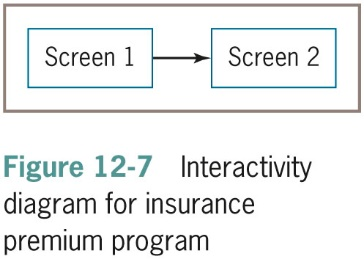 Screen 1
Screen 2
Figure 12-7 Interactivity
diagram for insurance
premium program